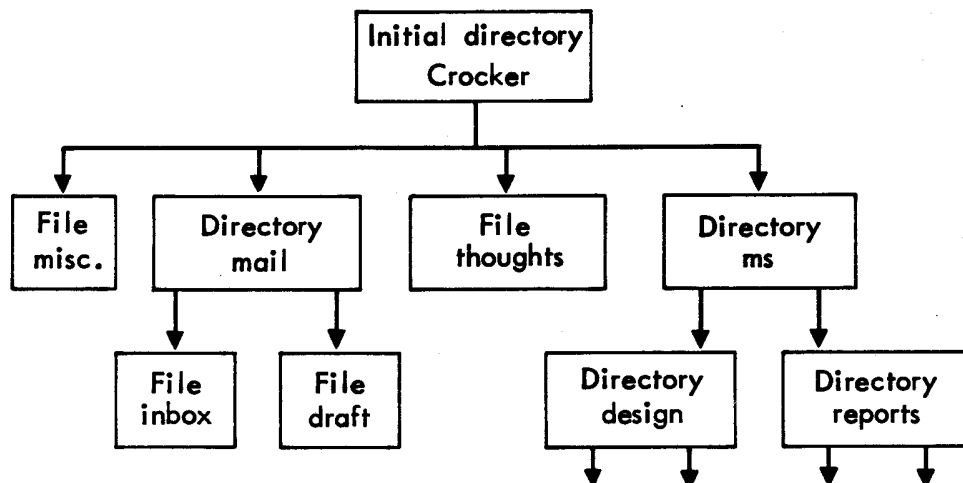 Initial directory
Crocker
File
misc.
Directory
mail
File
thoughts
Directory
ms
File
inbox
File
draft
Directory
design
Directory
reports